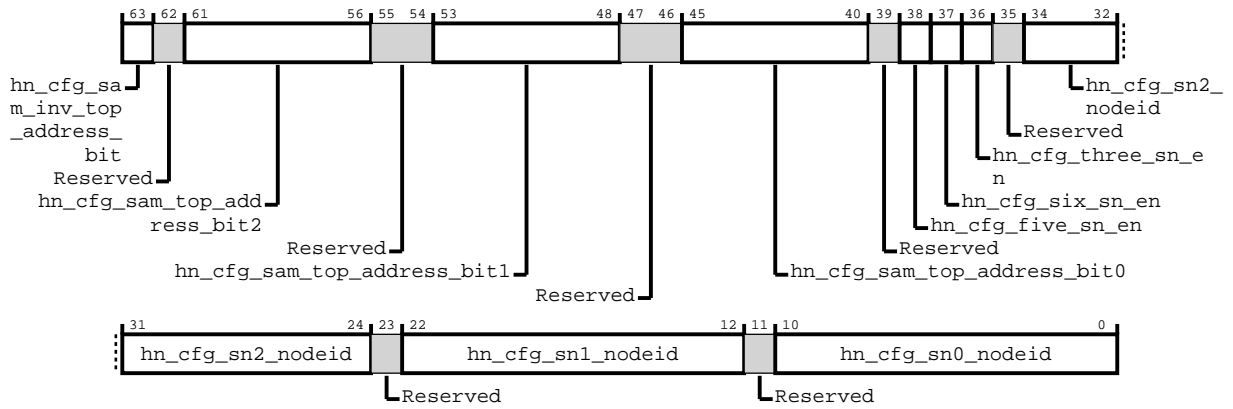 63 62 61 56 55 54 53 48 47 46 45 40 39 38 37 36 35 34 32
hn_cfg_sa
m_inv_top
_address_
bit
hn_cfg_sn2_
nodeid
Reserved
hn_cfg_three_sn_e
n
Reserved
hn_cfg_sam_top_add
ress_bit2
hn_cfg_six_sn_en
hn_cfg_five_sn_en
Reserved
Reserved
hn_cfg_sam_top_address_bit1
hn_cfg_sam_top_address_bit0
Reserved
31 24 23 22 12 11 10 0
hn_cfg_sn2_nodeid hn_cfg_sn1_nodeid hn_cfg_sn0_nodeid
Reserved Reserved